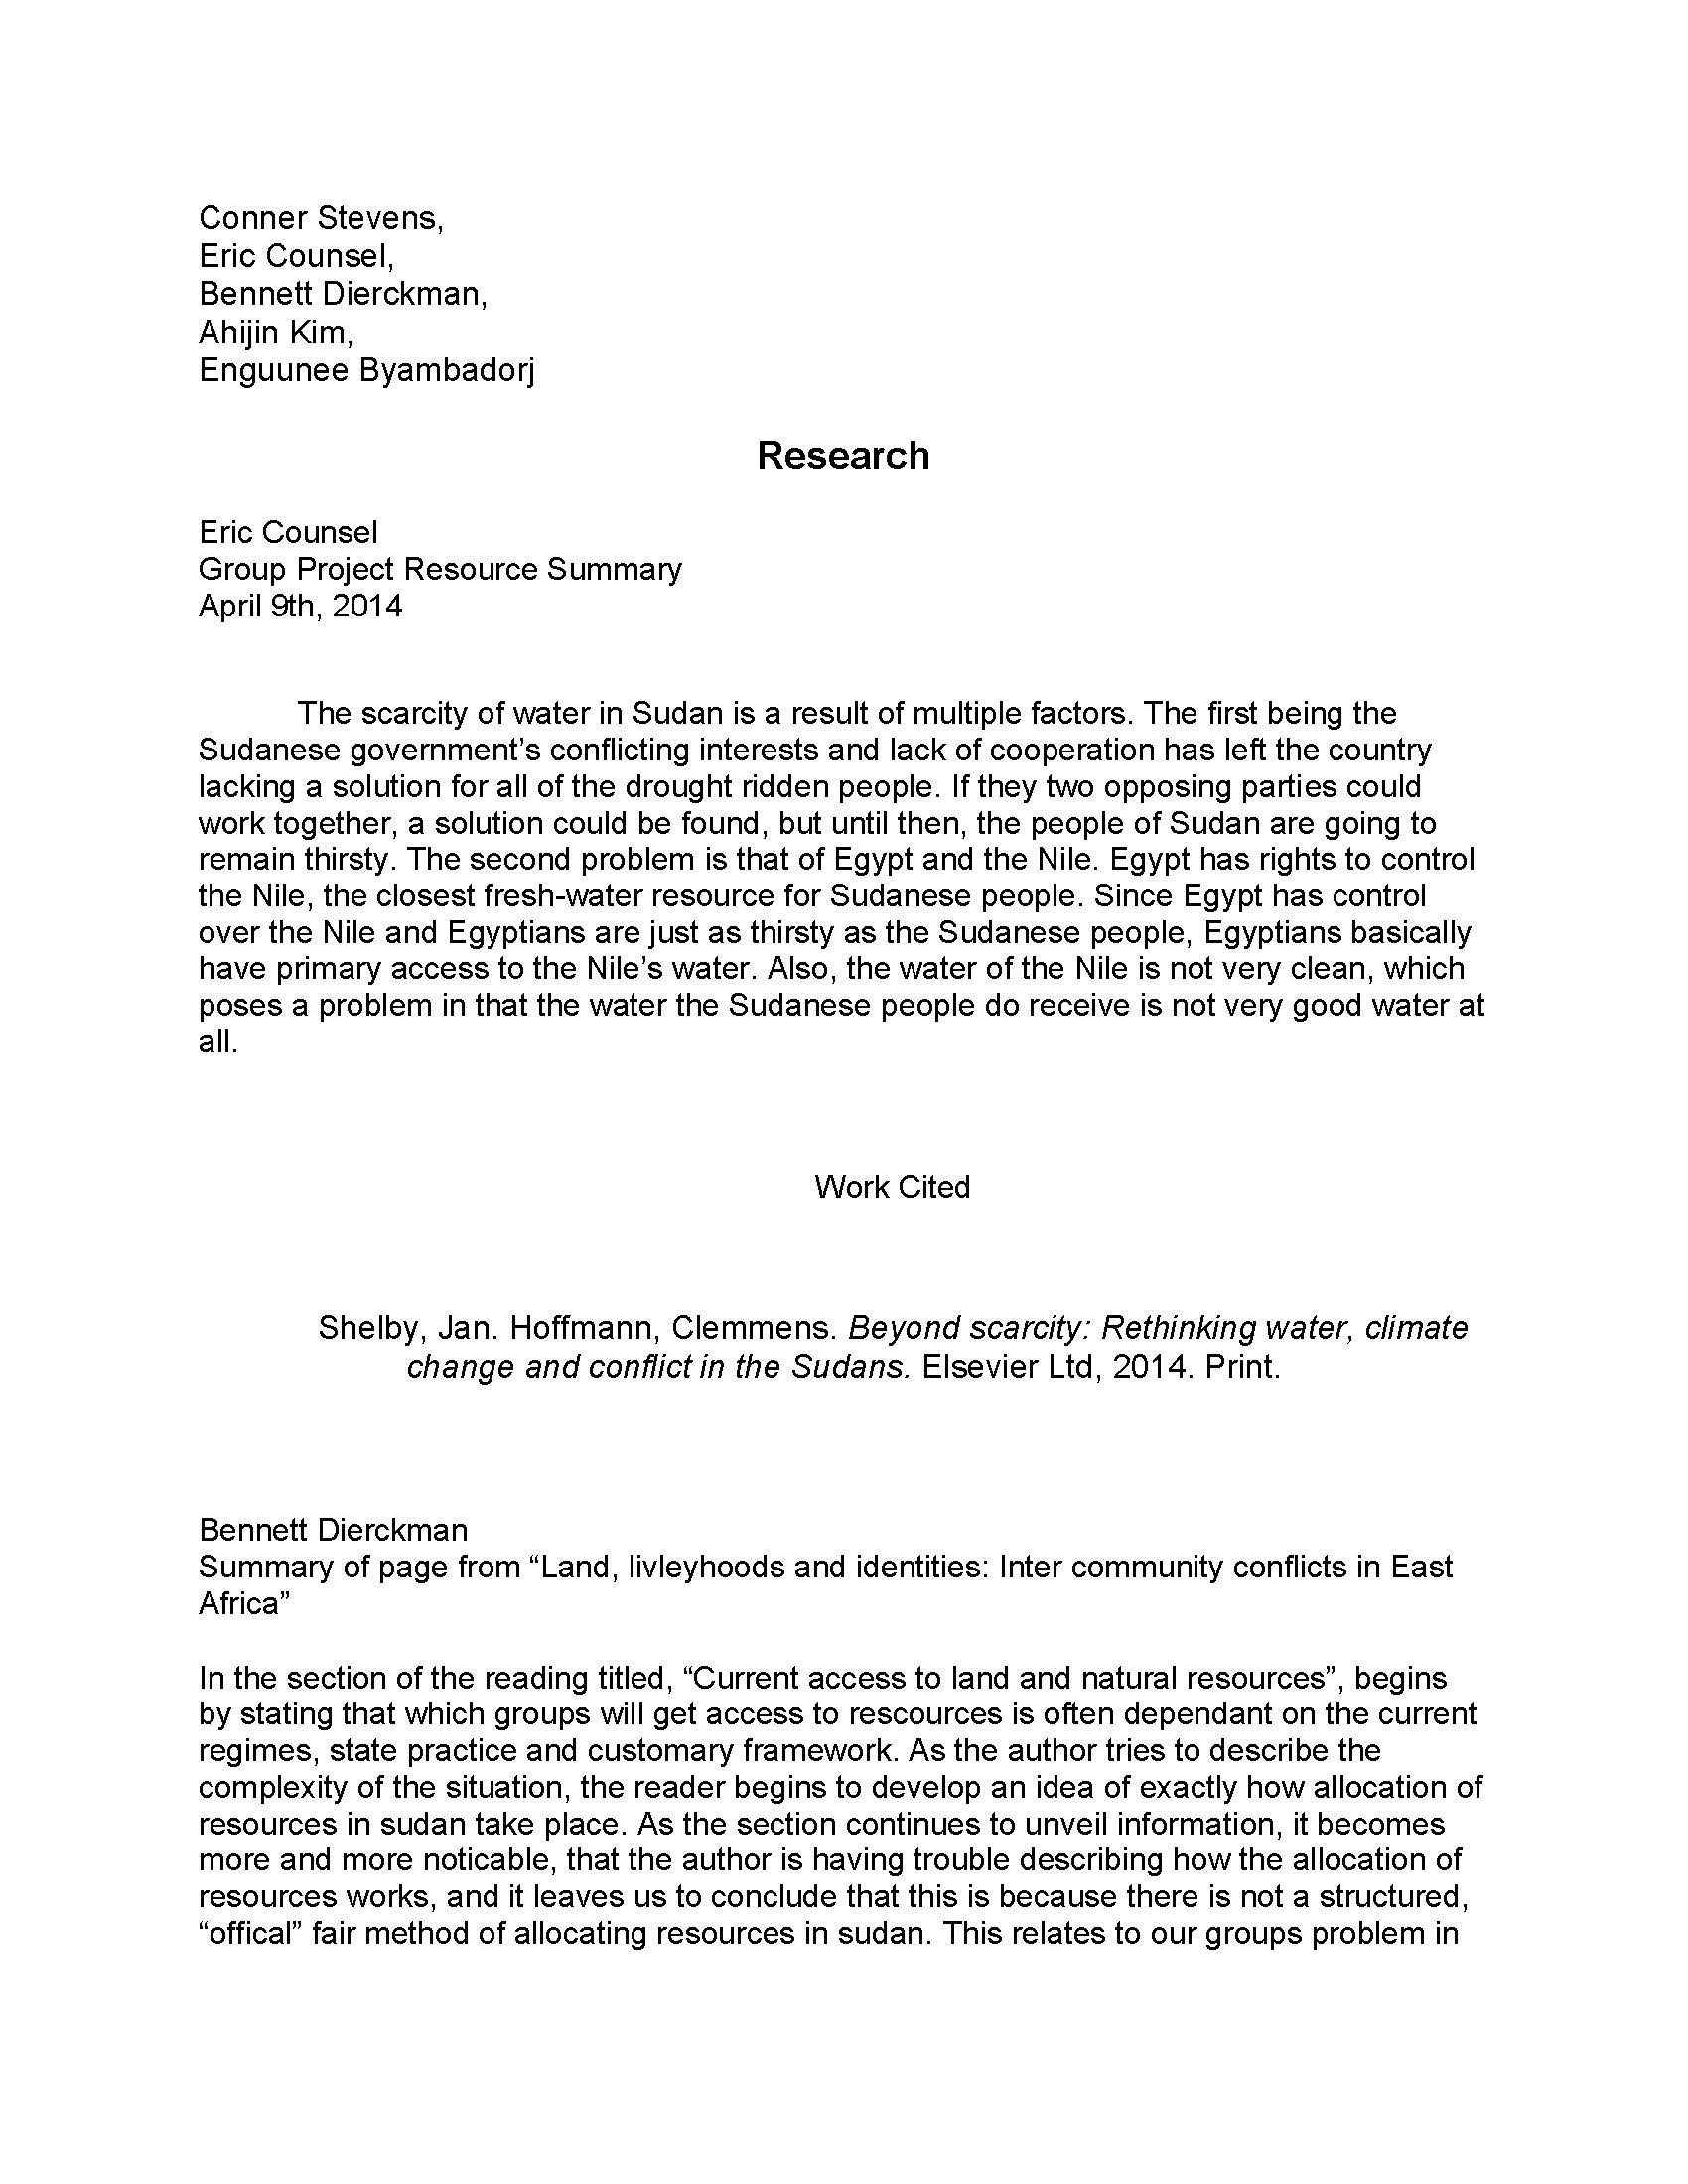 Conner Stevens,
Eric Counsel,
Bennett Dierckman,
Ahijin Kim,
Enguunee Byambadorj
Research
Eric Counsel
Group Project Resource Summary
April 9th, 2014
The scarcity of water in Sudan is a result of multiple factors. The first being the
Sudanese government’s conflicting interests and lack of cooperation has left the country
lacking a solution for all of the drought ridden people. If they two opposing parties could
work together, a solution could be found, but until then, the people of Sudan are going to
remain thirsty. The second problem is that of Egypt and the Nile. Egypt has rights to control
the Nile, the closest fresh-water resource for Sudanese people. Since Egypt has control
over the Nile and Egyptians are just as thirsty as the Sudanese people, Egyptians basically
have primary access to the Nile’s water. Also, the water of the Nile is not very clean, which
poses a problem in that the water the Sudanese people do receive is not very good water at
all.
Work Cited
Shelby, Jan. Hoffmann, Clemmens. Beyond scarcity: Rethinking water, climate
change and conflict in the Sudans. Elsevier Ltd, 2014. Print.
Bennett Dierckman
Summary of page from “Land, livleyhoods and identities: Inter community conflicts in East
Africa”
In the section of the reading titled, “Current access to land and natural resources”, begins
by stating that which groups will get access to rescources is often dependant on the current
regimes, state practice and customary framework. As the author tries to describe the
complexity of the situation, the reader begins to develop an idea of exactly how allocation of
resources in sudan take place. As the section continues to unveil information, it becomes
more and more noticable, that the author is having trouble describing how the allocation of
resources works, and it leaves us to conclude that this is because there is not a structured,
“offical” fair method of allocating resources in sudan. This relates to our groups problem in